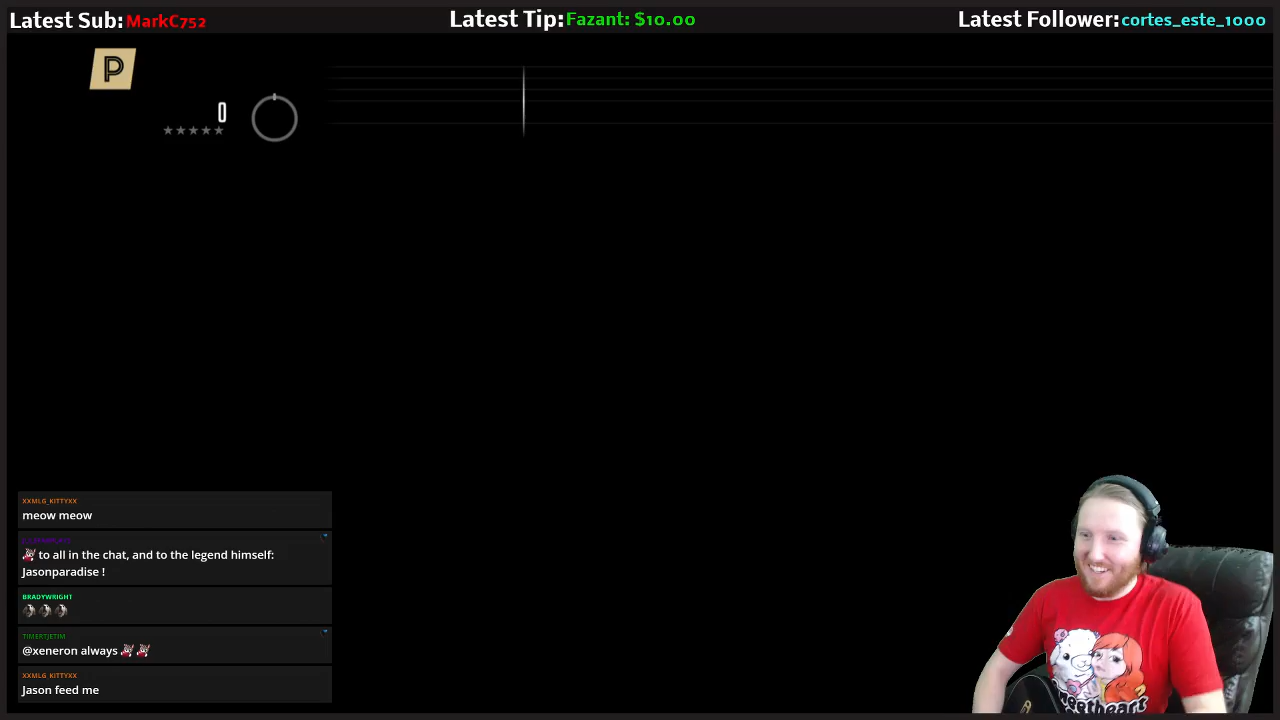 Latest Sub: MarkC752
Latest Tip: Fazant: $10.00
Latest Follower: cortes_este_1000
P
0
XXMLG_KITTYXX
meow meow
to all in the chat, and to the legend himself:
Jasonparadise !
BRADYWRIGHT
TIMERTJETIM
@xeneron always
XXMLG_KITTYXX
Jason feed me